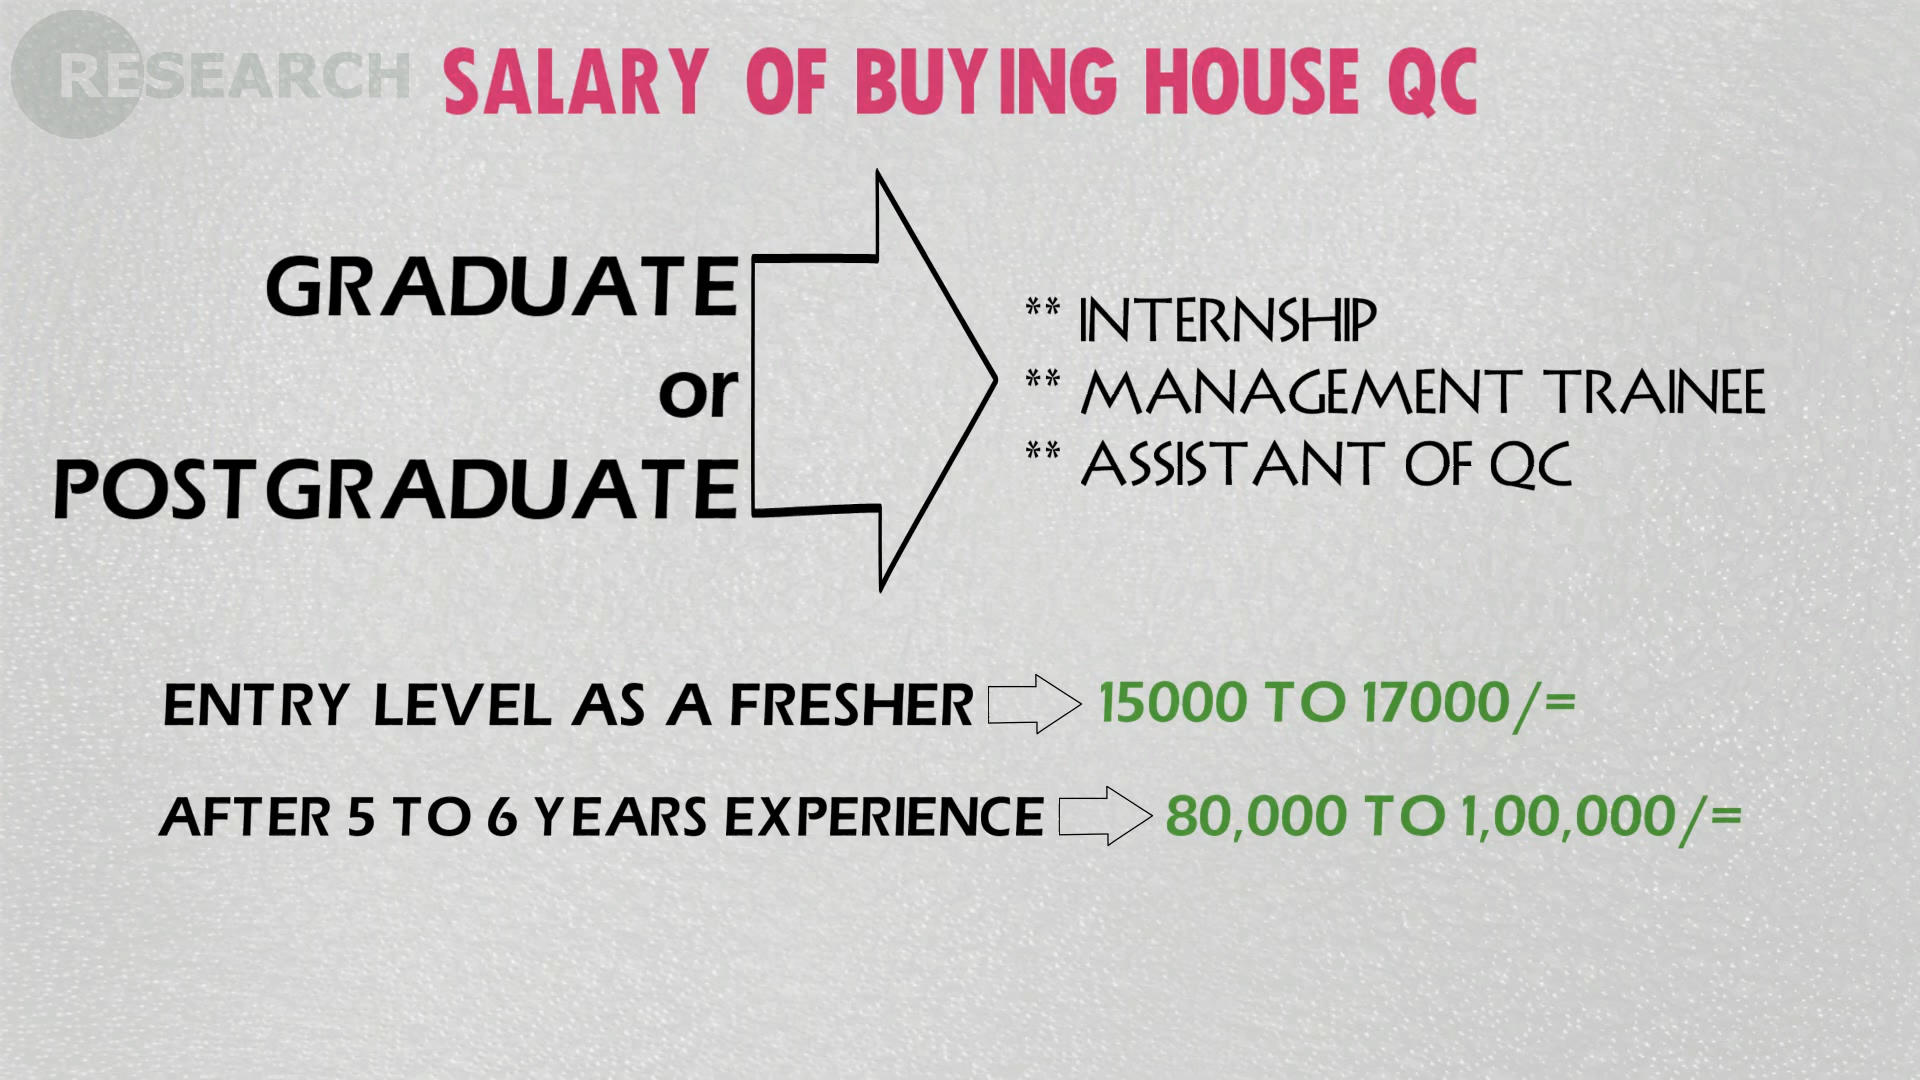 RESEARCH
SALARY OF BUYING HOUSE QC
GRADUATE
or
POSTGRADUATE
** INTERNSHIP
** MANAGEMENT TRAINEE
** ASSISTANT OF QC
ENTRY LEVEL AS A FRESHER 15000 TO 17000/=
AFTER 5 TO 6 YEARS EXPERIENCE 80,000 TO 1,00,000/=